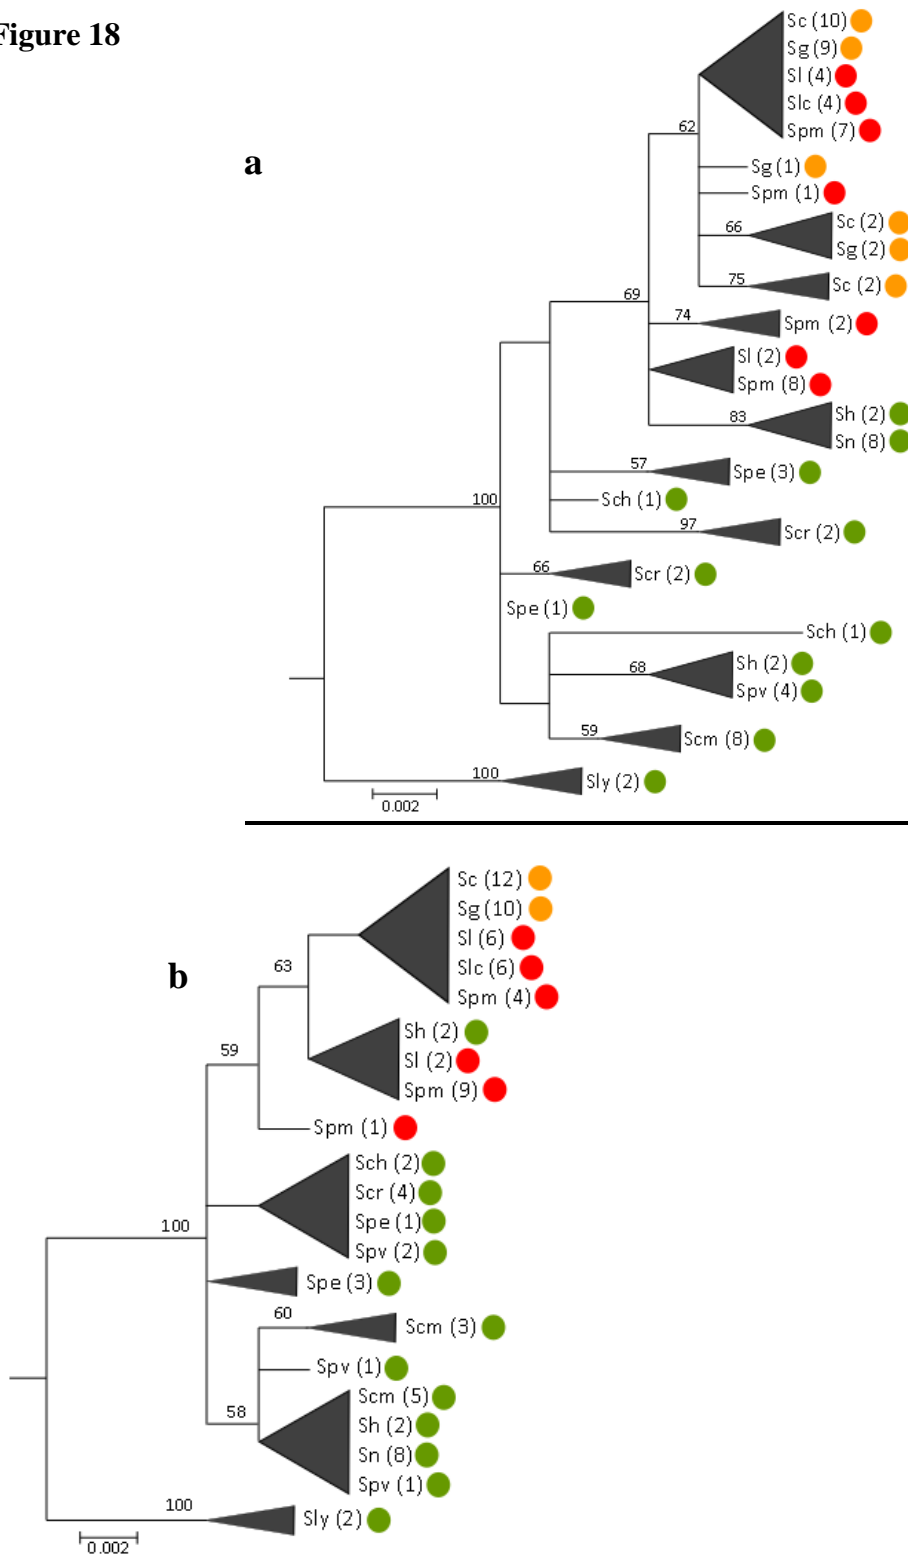 Figure 18
Sc (10)
Sg (9)
Sl (4)
Slc (4)
Spm (7)
62
a
Sg (1)
Spm (1)
66
Sc (2)
Sg (2)
75
Sc (2)
69
74
Spm (2)
Sl (2)
Spm (8)
83
Sh (2)
Sn (8)
57
Spe (3)
100
Sch (1)
97
Scr (2)
66
Scr (2)
Spe (1)
Sch (1)
68
Sh (2)
Spv (4)
59
Scm (8)
100
Sly (2)
0.002
Sc (12)
Sg (10)
Sl (6)
Slc (6)
Spm (4)
63
b
Sh (2)
Sl (2)
Spm (9)
59
Spm (1)
Sch (2)
Scr (4)
Spe (1)
Spv (2)
100
Spe (3)
60
Scm (3)
Spv (1)
58
Scm (5)
Sh (2)
Sn (8)
Spv (1)
100
Sly (2)
0.002